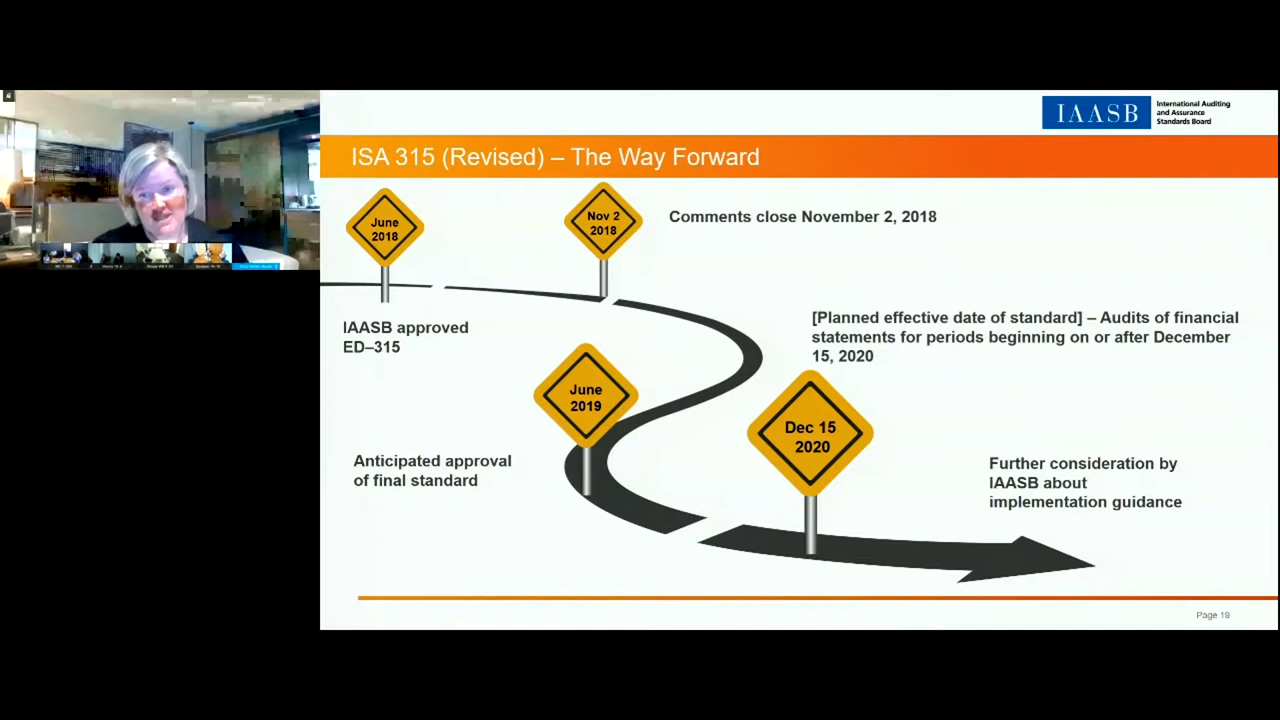 IAASB
International Auditing
and Assurance
Standards Board
ISA 315 (Revised) – The Way Forward
June
2018
Nov 2
2018
Comments close November 2, 2018
IAASB approved
ED–315
[Planned effective date of standard] – Audits of financial
statements for periods beginning on or after December
15, 2020
June
2019
Dec 15
2020
Anticipated approval
of final standard
Further consideration by
IAASB about
implementation guidance
Page 19